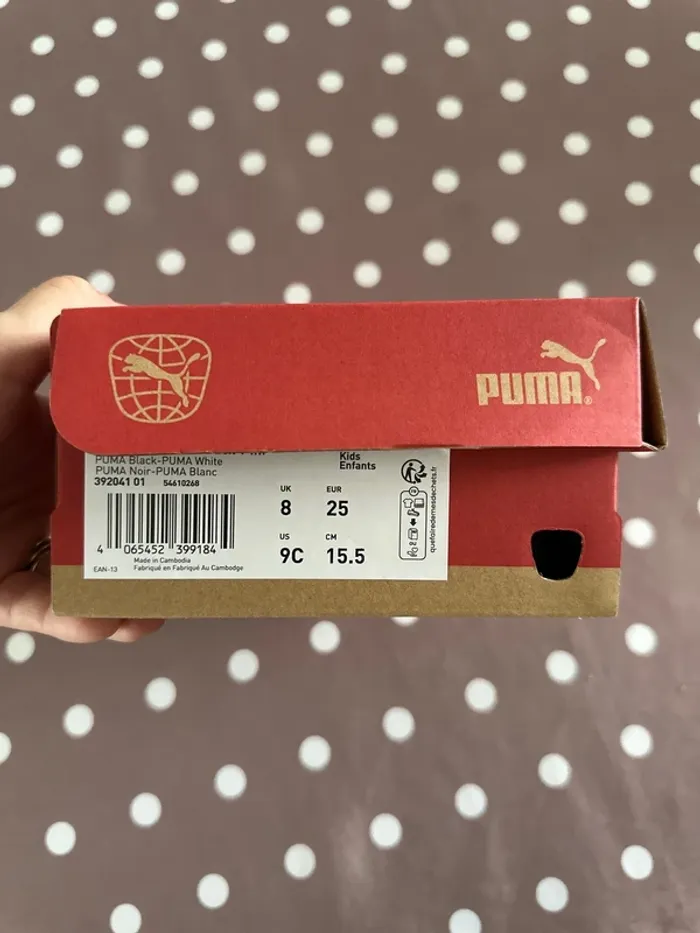 PUMA®
PUMA Black-PUMA White
PUMA Noir-PUMA Blanc
392041 01 54610268
Kids
Enfants
UK
8
EUR
25
US
9C
CM
15.5
4 065452 399184
EAN-13
Made in Cambodia
Fabriqué en Fabriqué Au Cambodge
FR
quefairedemesdechets.fr